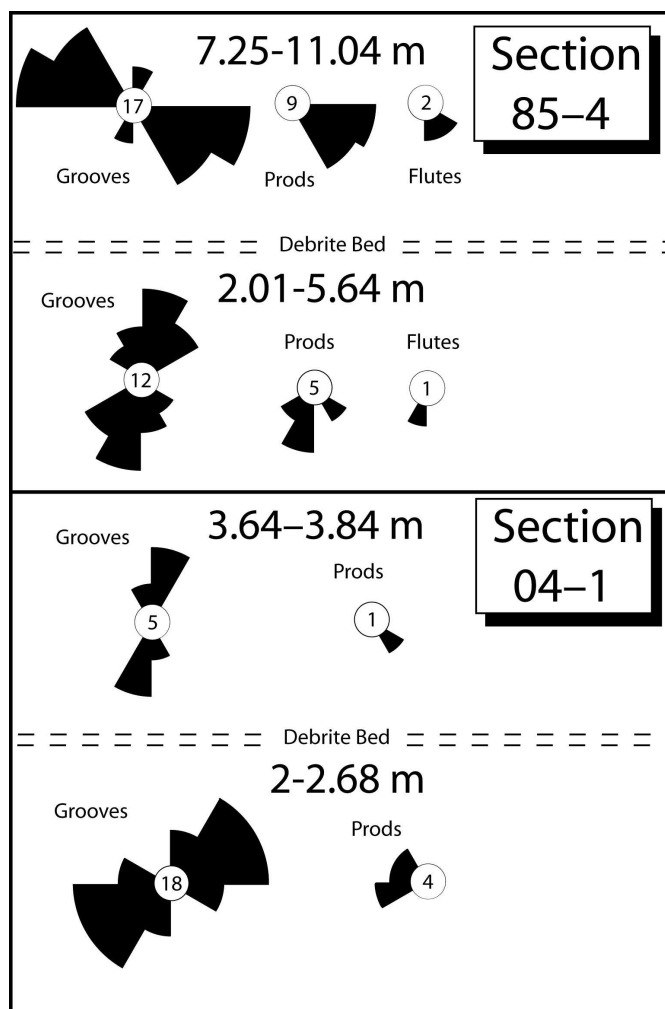 7.25-11.04 m
Section
85–4
17
9
2
Grooves
Prods
Flutes
Debrite Bed
2.01-5.64 m
Grooves
Prods
Flutes
12
5
1
3.64–3.84 m
Section
04–1
Grooves
Prods
5
1
Debrite Bed
2-2.68 m
Grooves
Prods
18
4